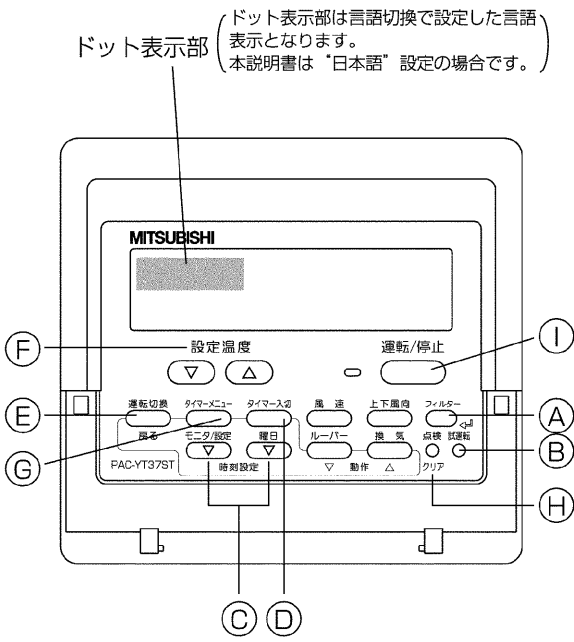 ドット表示部
ドット表示部は言語切換で設定した言語
表示となります。
本説明書は“日本語”設定の場合です。
MITSUBISHI
Ⓕ 設定温度 運転/停止 Ⓘ
▽ △
Ⓔ 運転切換 タイマーメニュー タイマー入切 風速 上下風向 フィルター Ⓐ
Ⓖ 戻る モニタ/設定 曜日 ルーバー 換気 点検 試運転 Ⓑ
▽ ▽
PAC-YT37ST 時刻設定 ▽ 動作 △ クリア Ⓗ
Ⓒ Ⓓ